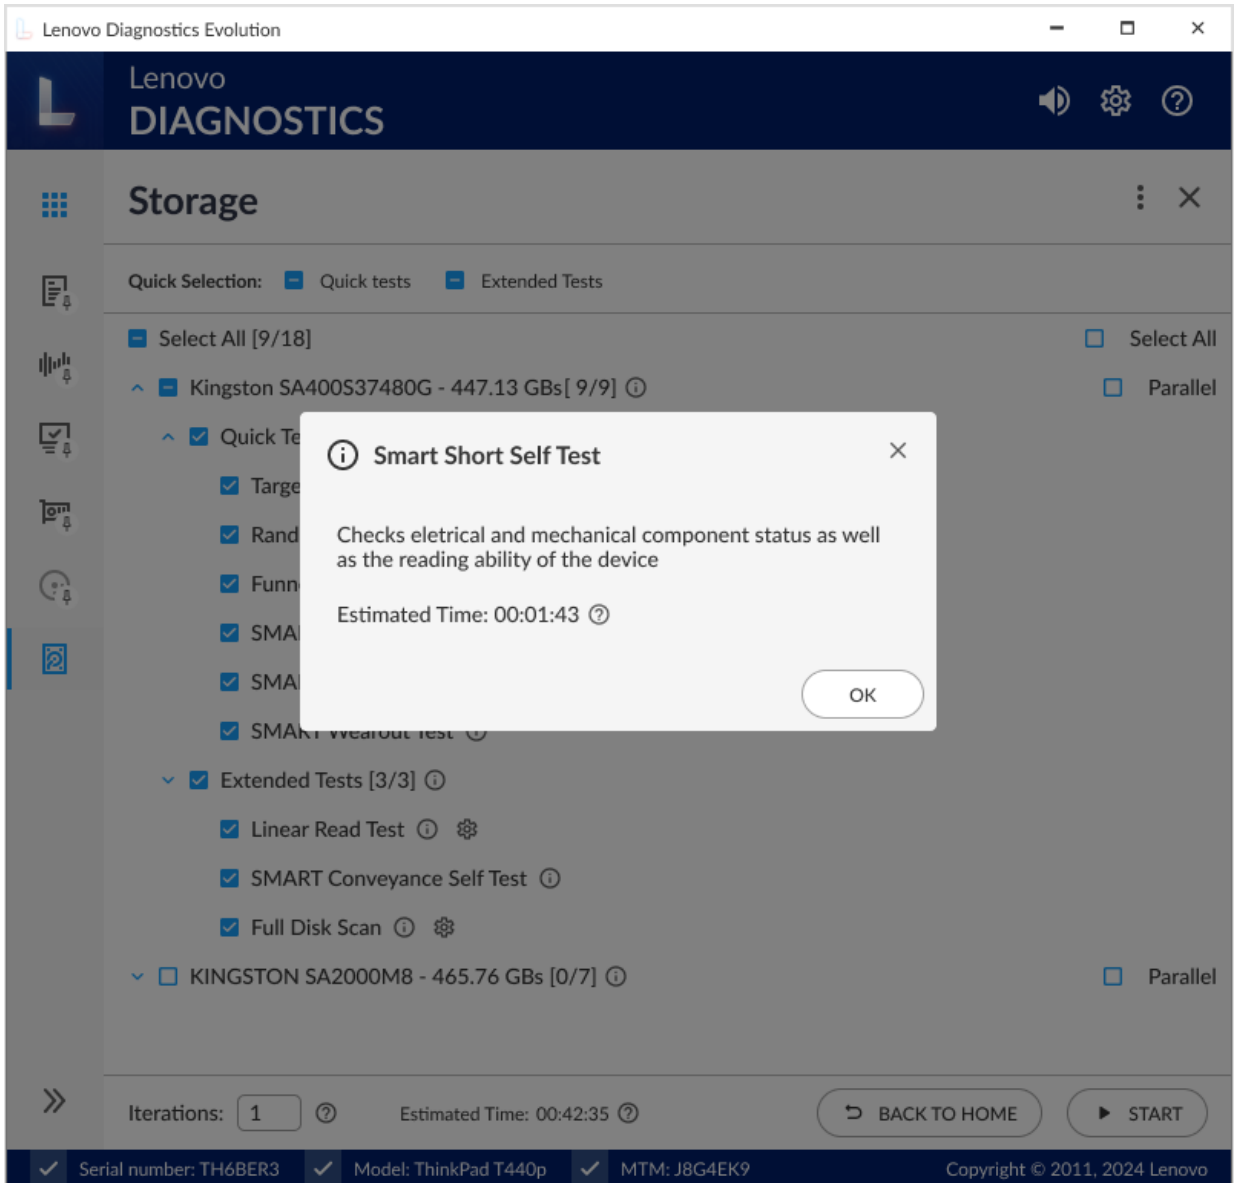 Lenovo Diagnostics Evolution
Lenovo
DIAGNOSTICS
Storage
Quick Selection: Quick tests Extended Tests
Select All [9/18] Select All
Kingston SA400S37480G - 447.13 GBs[ 9/9] Parallel
Quick Te
Smart Short Self Test
Targe
Checks eletrical and mechanical component status as well
Rand
as the reading ability of the device
Funn
Estimated Time: 00:01:43
SMA
SMA
OK
SMART Wearout Test
Extended Tests [3/3]
Linear Read Test
SMART Conveyance Self Test
Full Disk Scan
KINGSTON SA2000M8 - 465.76 GBs [0/7] Parallel
Iterations: 1 Estimated Time: 00:42:35 BACK TO HOME START
Serial number: TH6BER3 Model: ThinkPad T440p MTM: J8G4EK9 Copyright © 2011, 2024 Lenovo